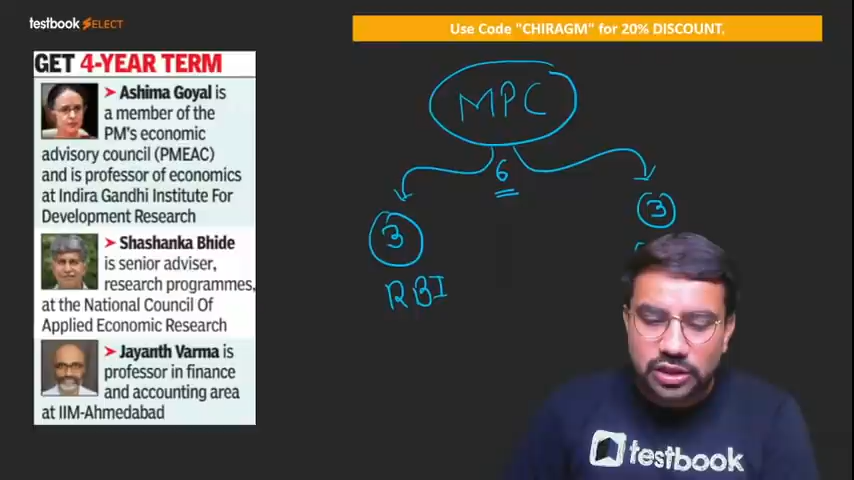 testbook SELECT
Use Code "CHIRAGM" for 20% DISCOUNT.
GET 4-YEAR TERM
➤ Ashima Goyal is
a member of the
PM's economic
advisory council (PMEAC)
and is professor of economics
at Indira Gandhi Institute For
Development Research
➤ Shashanka Bhide
is senior adviser,
research programmes,
at the National Council Of
Applied Economic Research
➤ Jayanth Varma is
professor in finance
and accounting area
at IIM-Ahmedabad
MPC
6
3
3
RBI
testbook